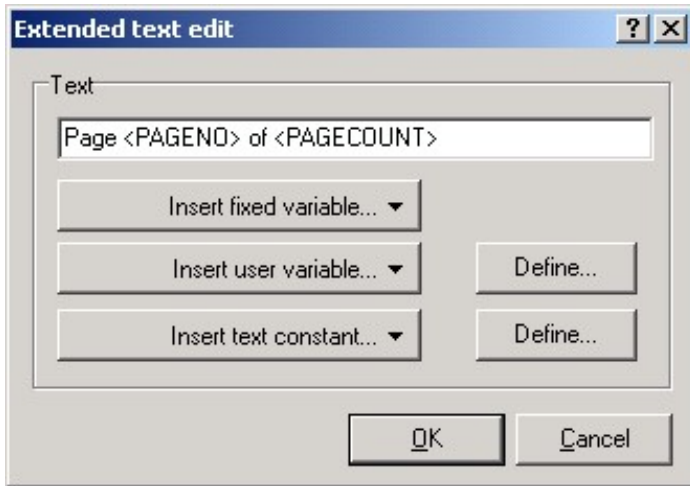 Extended text edit
Text
Page <PAGENO> of <PAGECOUNT>
Insert fixed variable...
Insert user variable... Define...
Insert text constant... Define...
OK Cancel